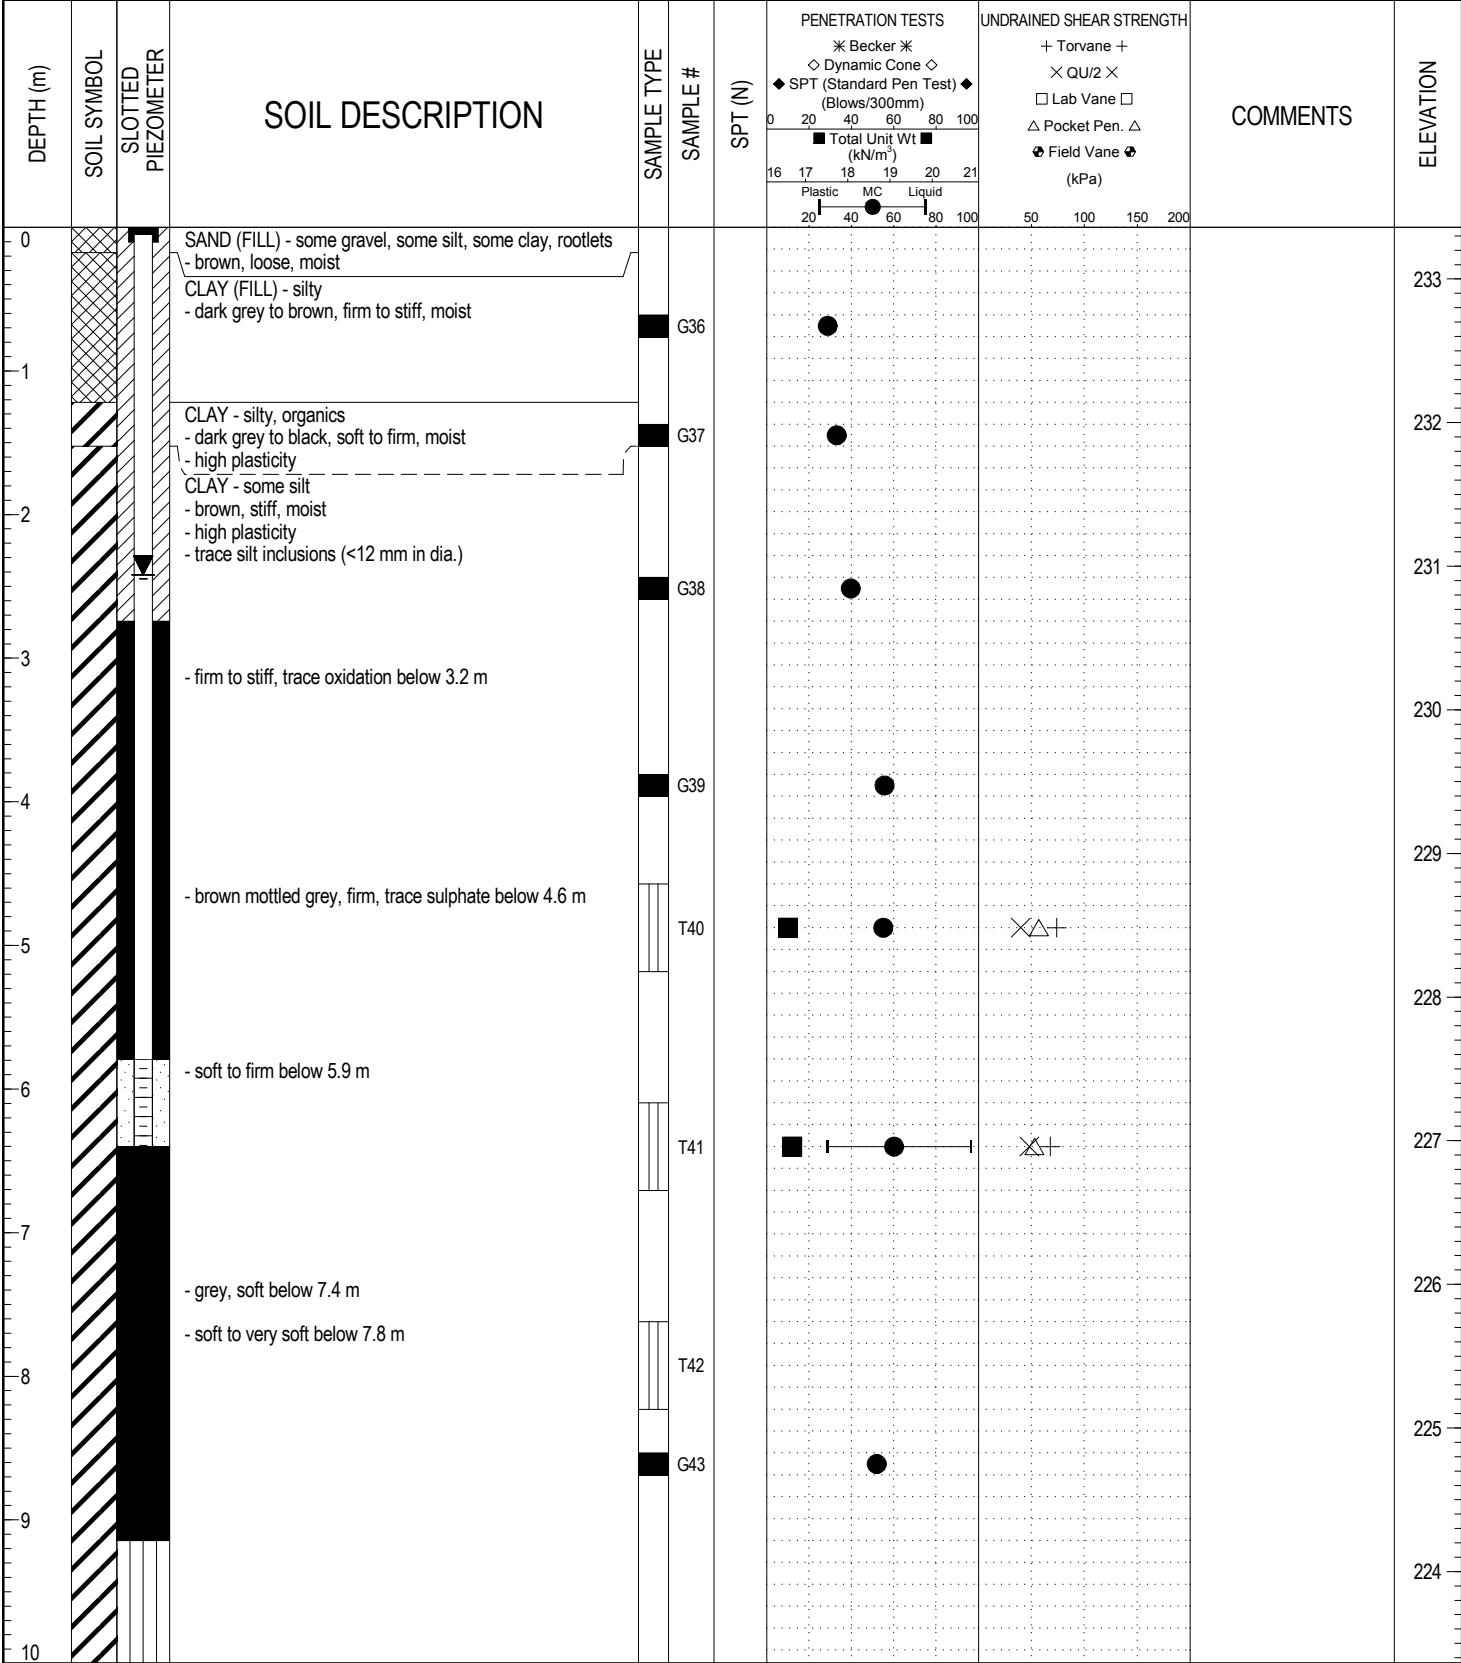 DEPTH (m)
SOIL SYMBOL
SLOTTED
PIEZOMETER
SOIL DESCRIPTION
SAMPLE TYPE
SAMPLE #
SPT (N)
PENETRATION TESTS
Becker
Dynamic Cone
SPT (Standard Pen Test)
(Blows/300mm)
0 20 40 60 80 100
Total Unit Wt
(kN/m³)
16 17 18 19 20 21
Plastic MC Liquid
20 40 60 80 100
UNDRAINED SHEAR STRENGTH
Torvane
QU/2
Lab Vane
Pocket Pen.
Field Vane
(kPa)
50 100 150 200
COMMENTS
ELEVATION
0
SAND (FILL) - some gravel, some silt, some clay, rootlets
- brown, loose, moist
233
CLAY (FILL) - silty
- dark grey to brown, firm to stiff, moist
G36
1
CLAY - silty, organics
232
- dark grey to black, soft to firm, moist
G37
- high plasticity
CLAY - some silt
- brown, stiff, moist
2
- high plasticity
- trace silt inclusions (<12 mm in dia.)
231
G38
3
- firm to stiff, trace oxidation below 3.2 m
230
G39
4
229
- brown mottled grey, firm, trace sulphate below 4.6 m
T40
5
228
- soft to firm below 5.9 m
6
227
T41
7
226
- grey, soft below 7.4 m
- soft to very soft below 7.8 m
T42
8
225
G43
9
224
10